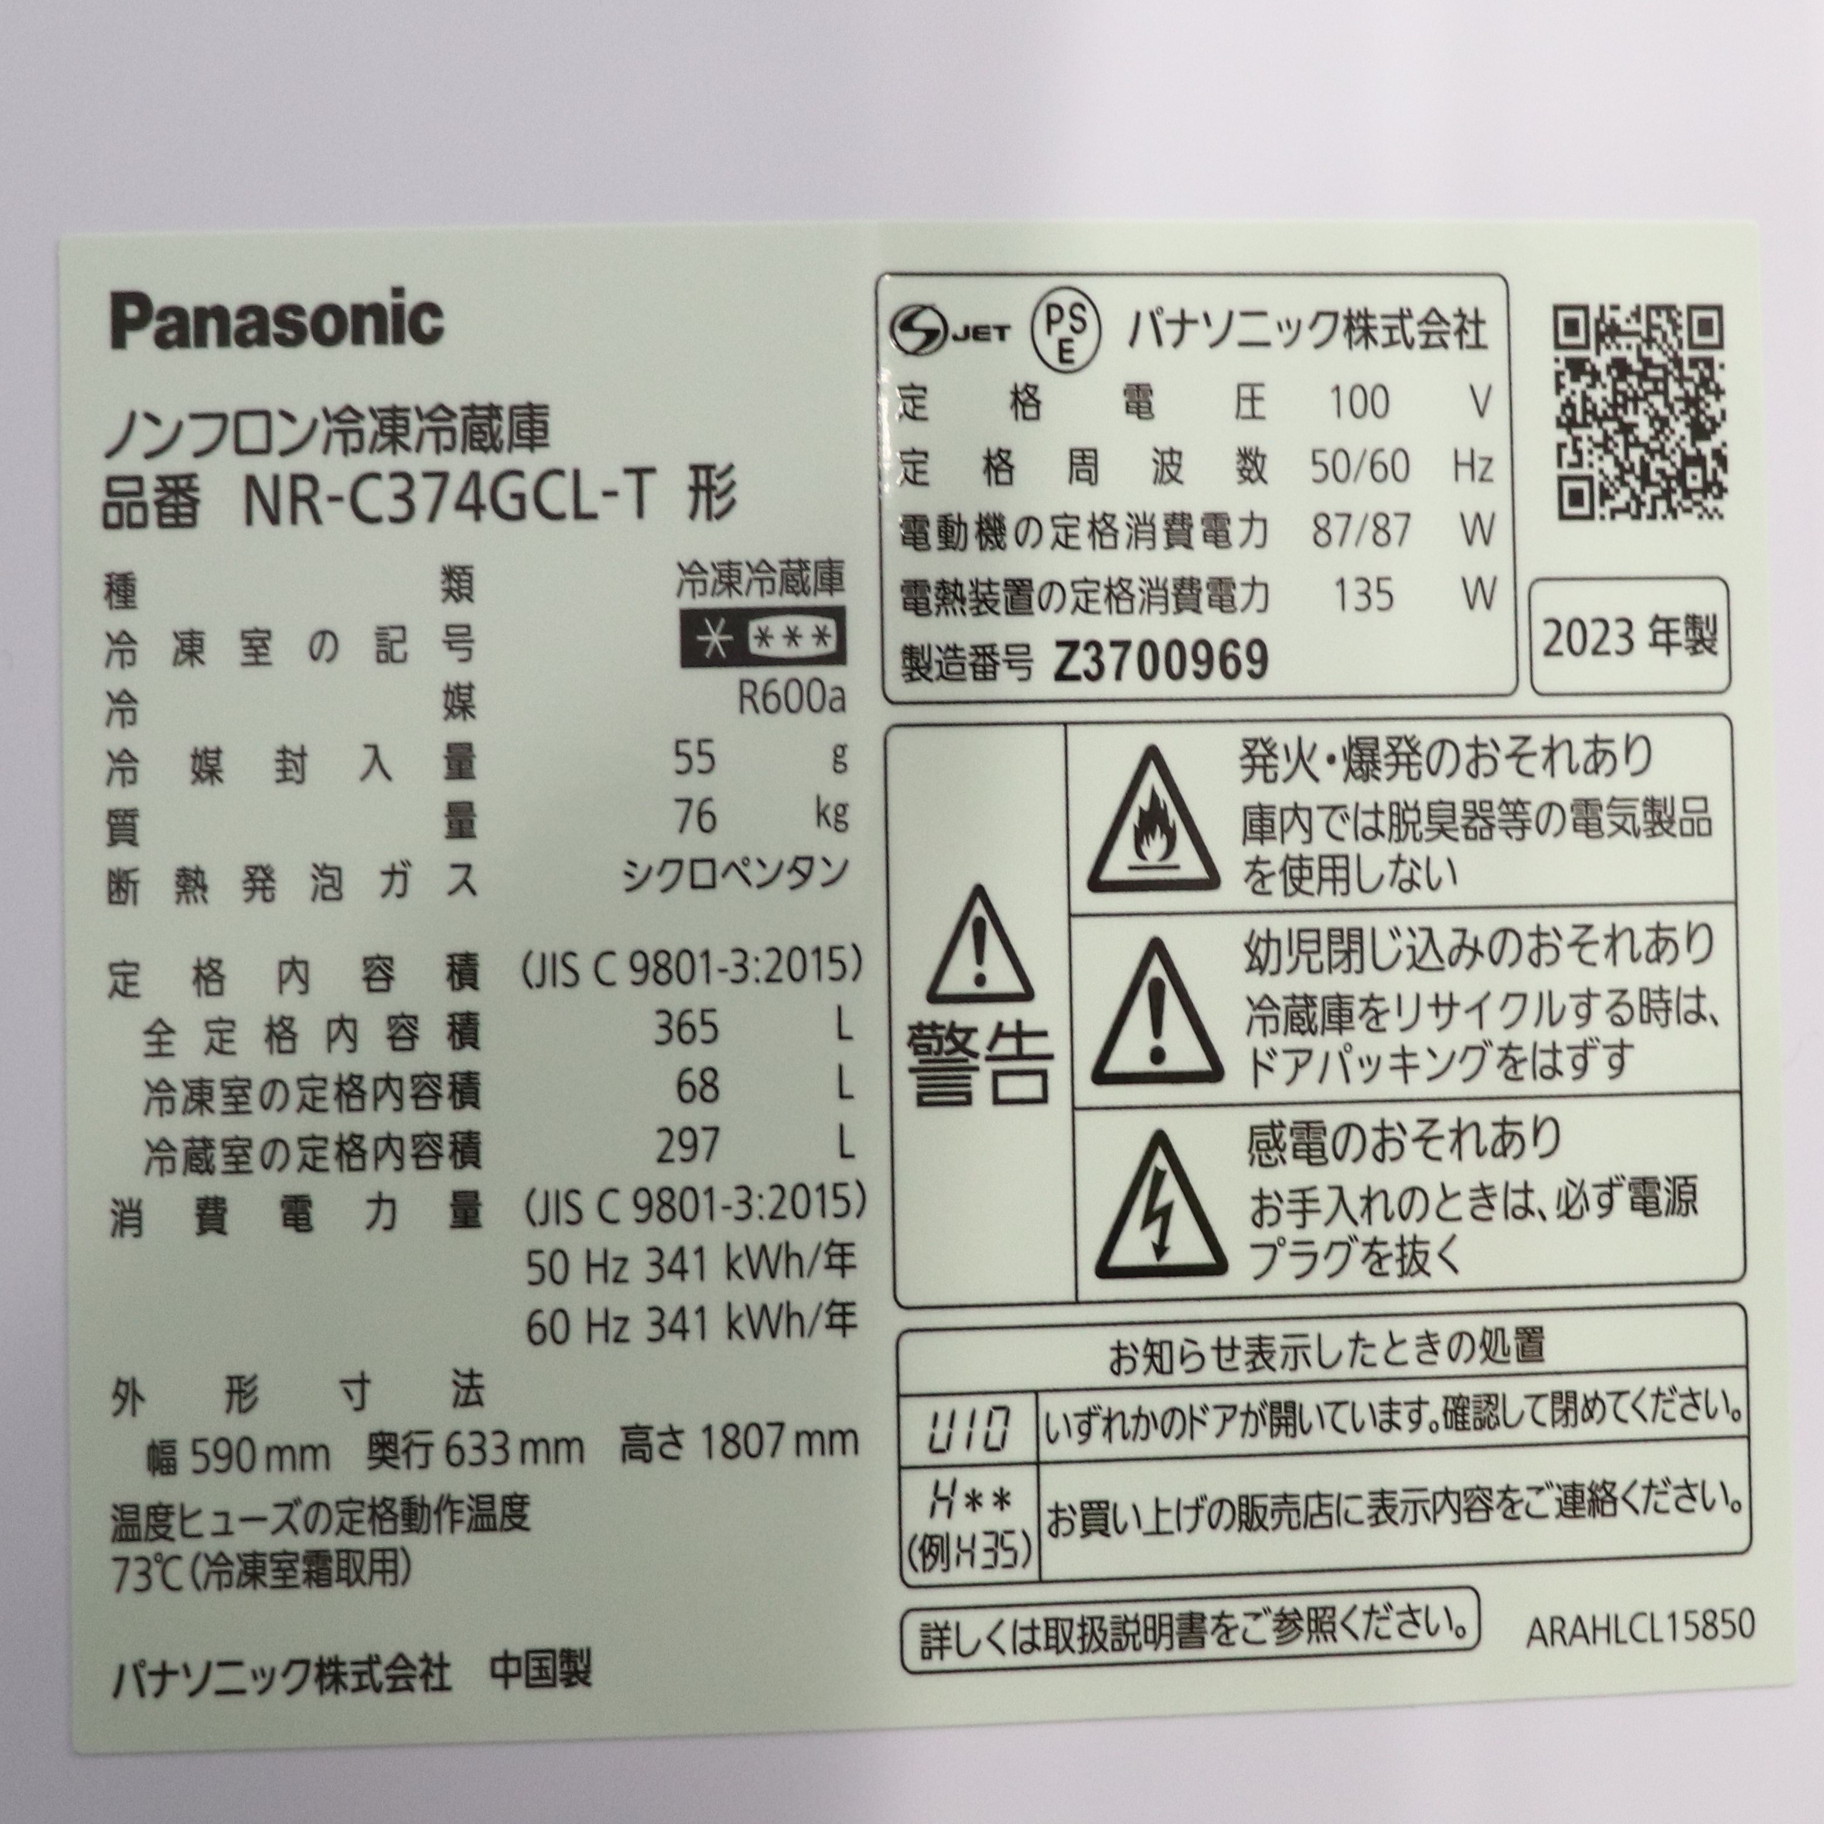 Panasonic
ノンフロン冷凍冷蔵庫
品番 NR-C374GCL-T 形
種類 冷凍冷蔵庫
冷凍室の記号 * ***
冷媒 R600a
冷媒封入量 55 g
質量 76 kg
断熱発泡ガス シクロペンタン
定格内容積 (JIS C 9801-3:2015)
全定格内容積 365 L
冷凍室の定格内容積 68 L
冷蔵室の定格内容積 297 L
消費電力量 (JIS C 9801-3:2015)
50 Hz 341 kWh/年
60 Hz 341 kWh/年
外形寸法
幅 590 mm 奥行 633 mm 高さ 1807 mm
温度ヒューズの定格動作温度
73℃(冷凍室霜取用)
パナソニック株式会社 中国製
S JET PSE パナソニック株式会社
定格電圧 100 V
定格周波数 50/60 Hz
電動機の定格消費電力 87/87 W
電熱装置の定格消費電力 135 W
製造番号 Z3700969
2023 年製
警告
発火・爆発のおそれあり
庫内では脱臭器等の電気製品
を使用しない
幼児閉じ込みのおそれあり
冷蔵庫をリサイクルする時は、
ドアパッキングをはずす
感電のおそれあり
お手入れのときは、必ず電源
プラグを抜く
お知らせ表示したときの処置
U10 いずれかのドアが開いています。確認して閉めてください。
H** (例H35) お買い上げの販売店に表示内容をご連絡ください。
詳しくは取扱説明書をご参照ください。
ARAHLCL15850